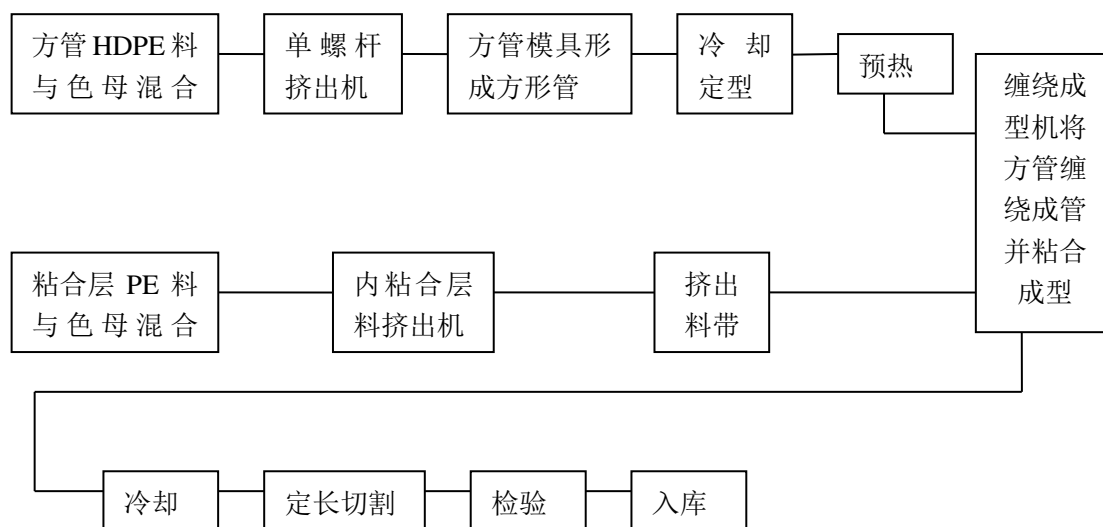 方管HDPE料
与色母混合
单螺杆
挤出机
方管模具形
成方形管
冷却
定型
预热
缠绕成
型机将
方管缠
绕成管
并粘合
成型
粘合层 PE 料
与色母混合
内粘合层
料挤出机
挤出
料带
冷却
定长切割
检验
入库